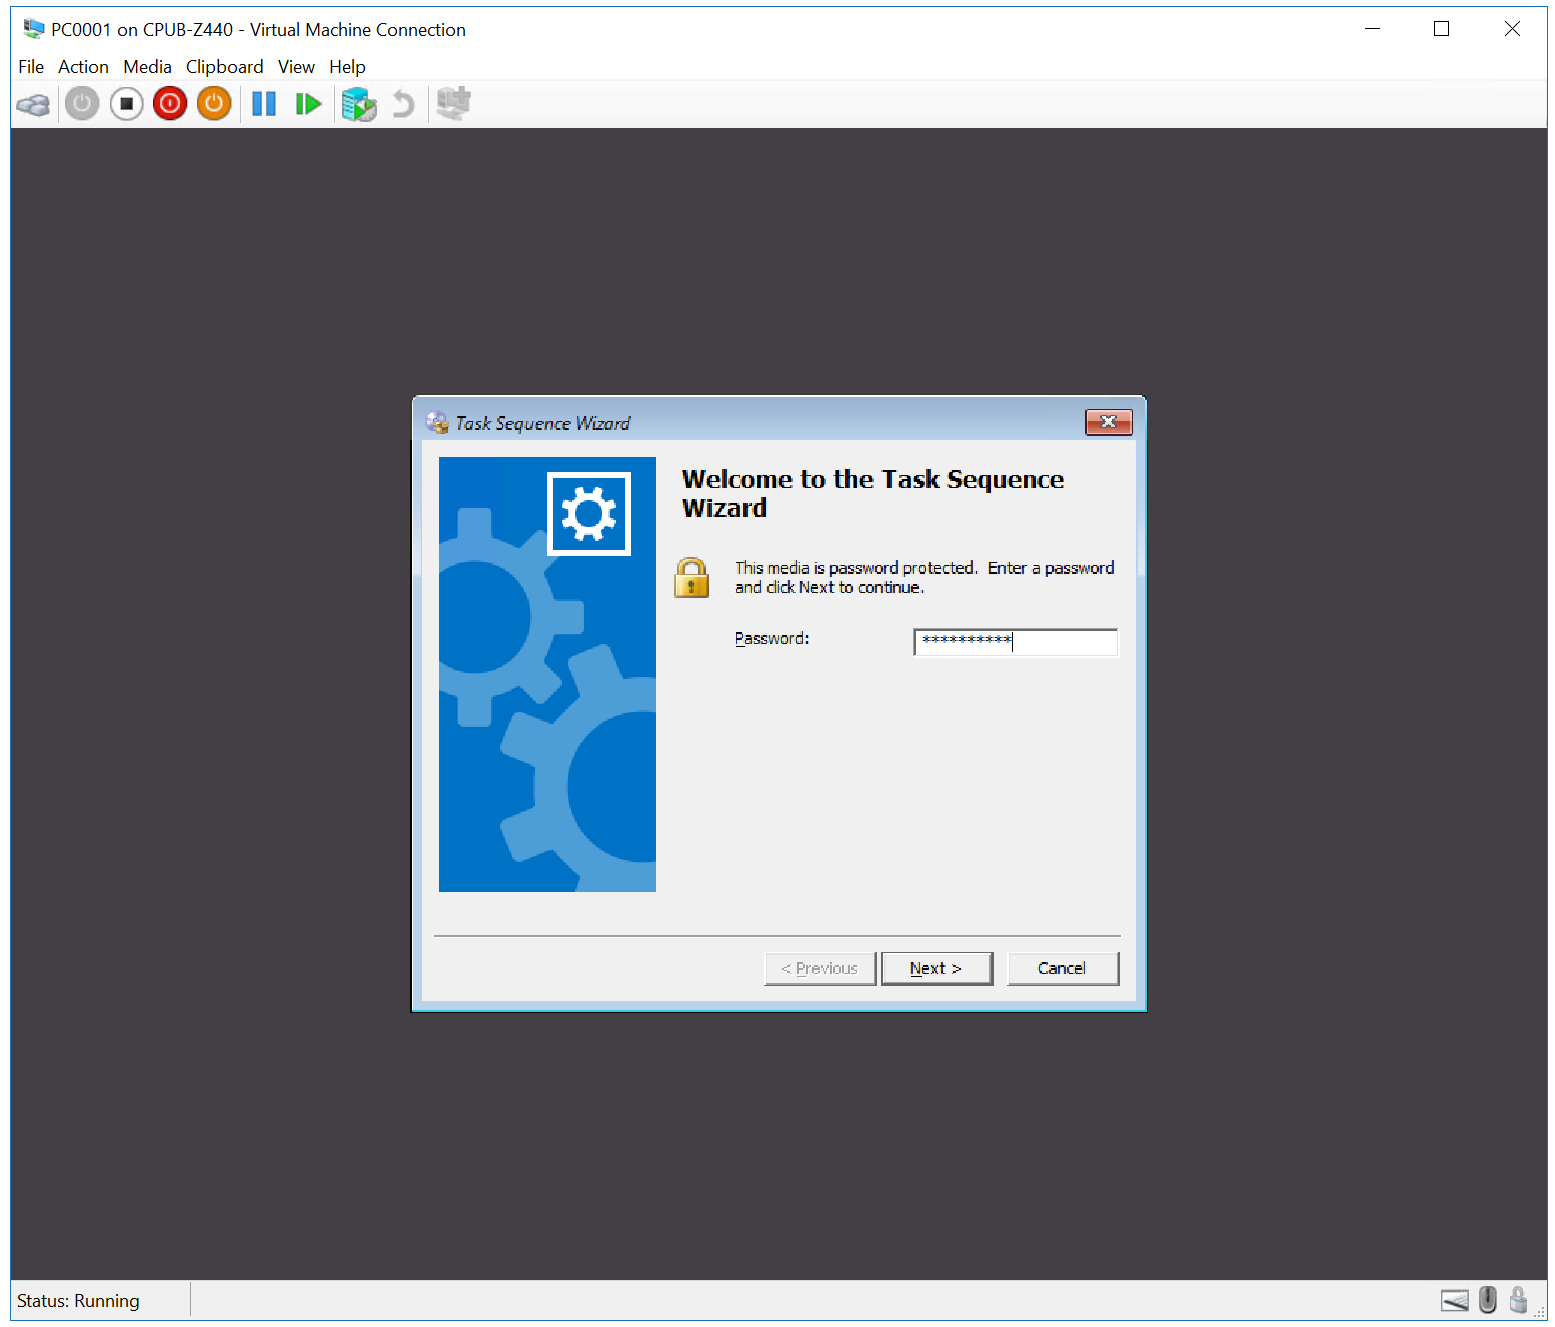 PC0001 on CPUB-Z440 - Virtual Machine Connection
File Action Media Clipboard View Help
Task Sequence Wizard
Welcome to the Task Sequence
Wizard
This media is password protected. Enter a password
and click Next to continue.
Password: **********
< Previous Next > Cancel
Status: Running